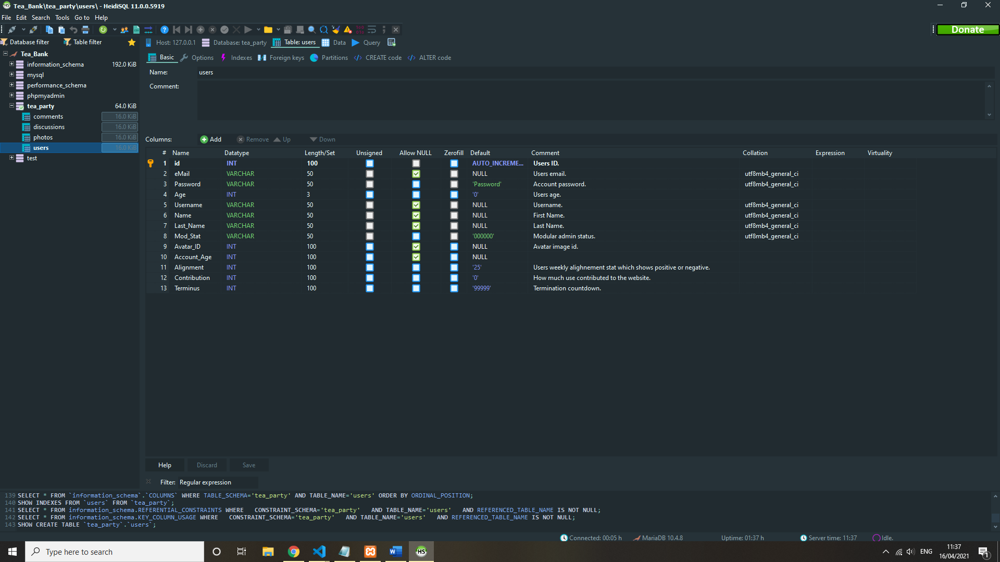 Tea_Bank\tea_party\users\ - HeidiSQL 11.0.0.5919
File Edit Search Tools Go to Help
Donate
Database filter Table filter
Host: 127.0.0.1 Database: tea_party Table: users Data Query
Tea_Bank
information_schema 192.0 KiB
mysql
performance_schema
phpmyadmin
tea_party 64.0 KiB
comments 16.0 KiB
discussions 16.0 KiB
photos 16.0 KiB
users 16.0 KiB
test
Basic Options Indexes Foreign keys Partitions CREATE code ALTER code
Name: users
Comment:
Columns: Add Remove Up Down
# Name Datatype Length/Set Unsigned Allow NULL Zerofill Default Comment Collation Expression Virtuality
1 id INT 100 AUTO_INCREME... Users ID.
2 eMail VARCHAR 50 NULL Users email. utf8mb4_general_ci
3 Password VARCHAR 50 'Password' Account password. utf8mb4_general_ci
4 Age INT 3 '0' Users age.
5 Username VARCHAR 50 NULL Username. utf8mb4_general_ci
6 Name VARCHAR 50 NULL First Name. utf8mb4_general_ci
7 Last_Name VARCHAR 50 NULL Last Name. utf8mb4_general_ci
8 Mod_Stat VARCHAR 50 '000000' Modular admin status. utf8mb4_general_ci
9 Avatar_ID INT 100 NULL Avatar image id.
10 Account_Age INT 100 NULL
11 Alignment INT 100 '25' Users weekly alighnement stat which shows positive or negative.
12 Contribution INT 100 '0' How much use contributed to the website.
13 Terminus INT 100 '99999' Termination countdown.
Help Discard Save
Filter: Regular expression
139 SELECT * FROM `information_schema`.`COLUMNS` WHERE TABLE_SCHEMA='tea_party' AND TABLE_NAME='users' ORDER BY ORDINAL_POSITION;
140 SHOW INDEXES FROM `users` FROM `tea_party`;
141 SELECT * FROM information_schema.REFERENTIAL_CONSTRAINTS WHERE   CONSTRAINT_SCHEMA='tea_party'   AND TABLE_NAME='users'   AND REFERENCED_TABLE_NAME IS NOT NULL;
142 SELECT * FROM information_schema.KEY_COLUMN_USAGE WHERE   CONSTRAINT_SCHEMA='tea_party'   AND TABLE_NAME='users'   AND REFERENCED_TABLE_NAME IS NOT NULL;
143 SHOW CREATE TABLE `tea_party`.`users`;
Connected: 00:05 h MariaDB 10.4.8 Uptime: 01:37 h Server time: 11:37 Idle.
Type here to search
ENG
11:37
16/04/2021
1